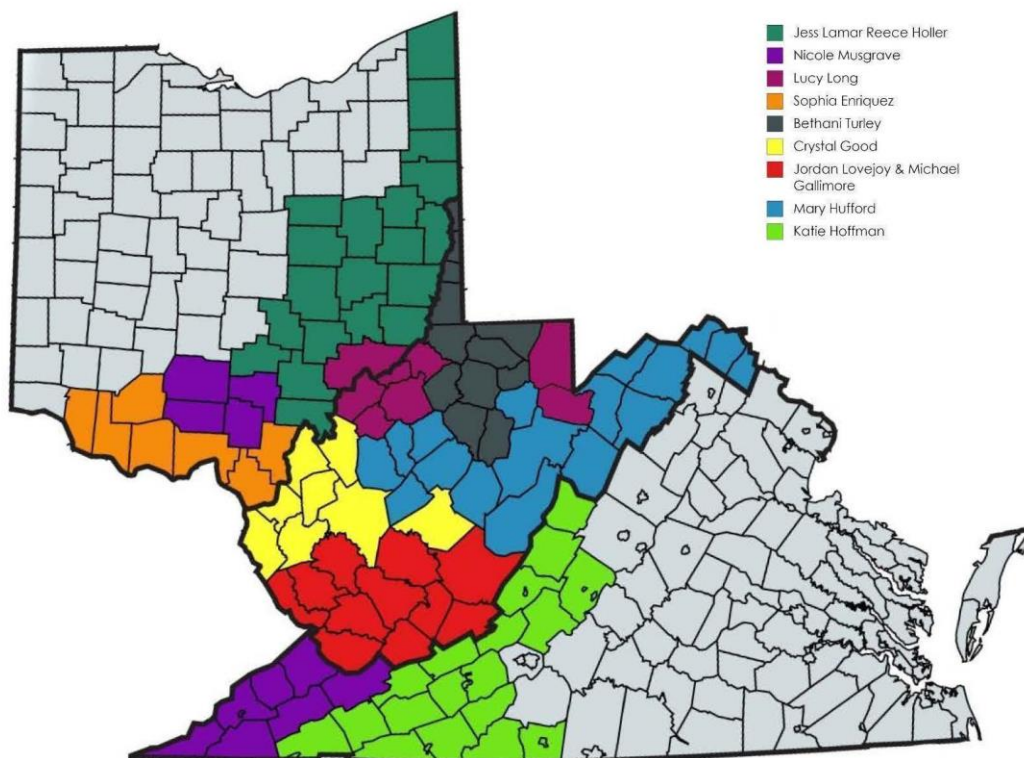 Jess Lamar Reece Holler
Nicole Musgrave
Lucy Long
Sophia Enriquez
Bethani Turley
Crystal Good
Jordan Lovejoy & Michael
Gallimore
Mary Hufford
Katie Hoffman